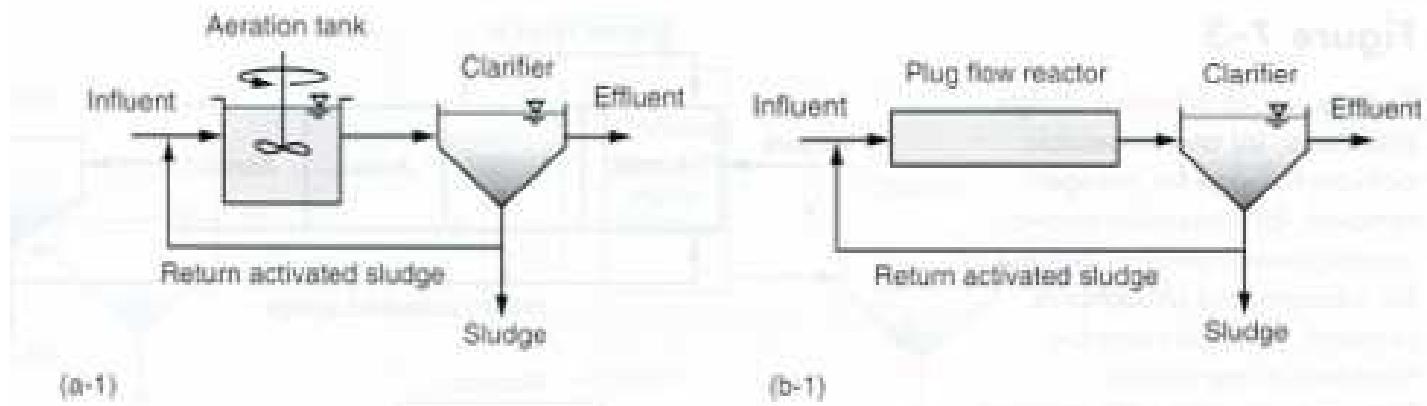 Aeration tank
Influent
Clarifier
Effluent
Return activated sludge
Sludge
(a-1)
Plug flow reactor
Influent
Clarifier
Effluent
Return activated sludge
Sludge
(b-1)